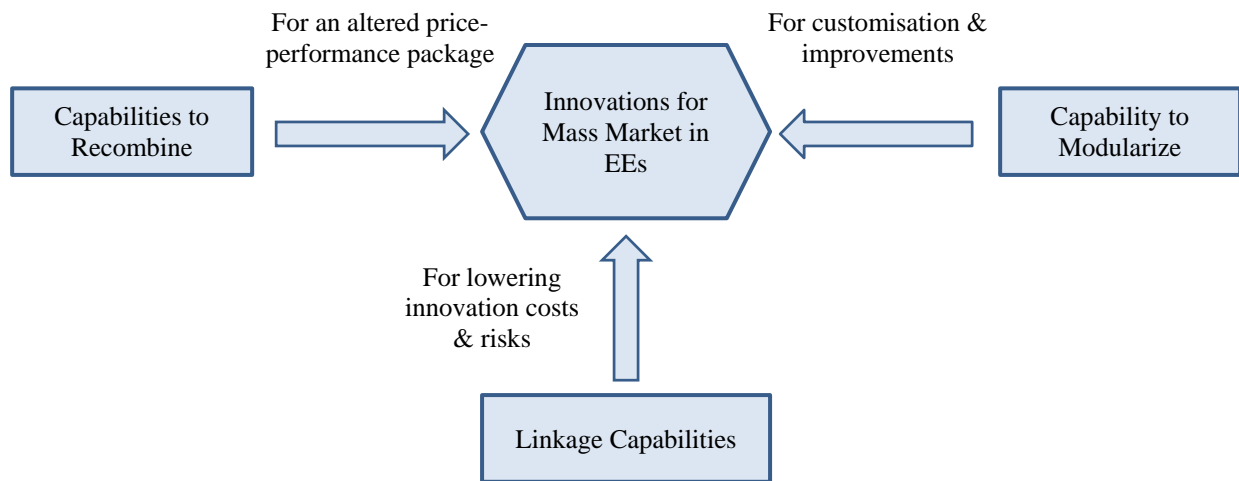 For an altered price-
performance package
For customisation &
improvements
Capabilities to
Recombine
Innovations for
Mass Market in
EEs
Capability to
Modularize
For lowering
innovation costs
& risks
Linkage Capabilities